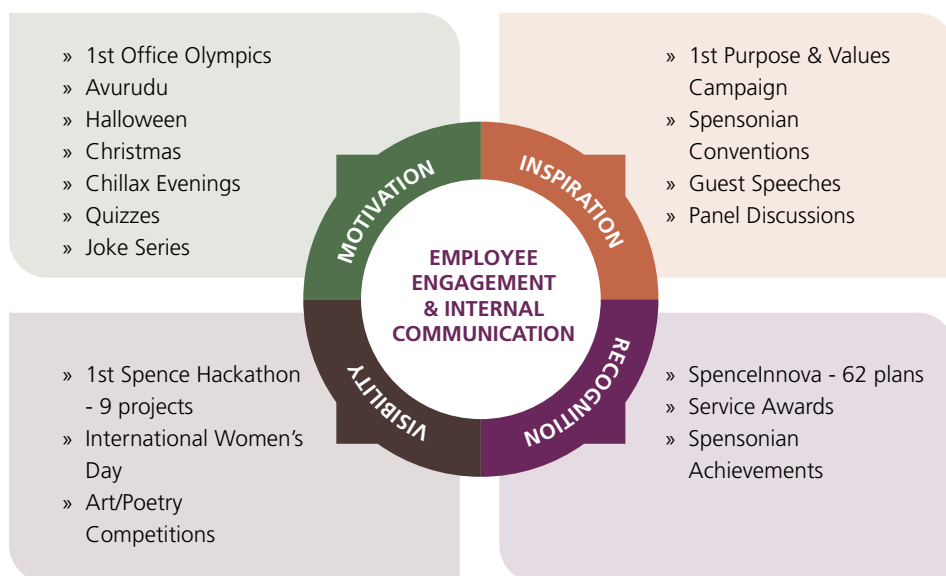 » 1st Office Olympics
» Avurudu
» Halloween
» Christmas
» Chillax Evenings
» Quizzes
» Joke Series
» 1st Purpose & Values
Campaign
» Spensonian
Conventions
» Guest Speeches
» Panel Discussions
MOTIVATION
INSPIRATION
EMPLOYEE
ENGAGEMENT
& INTERNAL
COMMUNICATION
VISIBILITY
RECOGNITION
» 1st Spence Hackathon
- 9 projects
» International Women’s
Day
» Art/Poetry
Competitions
» SpenceInnova - 62 plans
» Service Awards
» Spensonian
Achievements